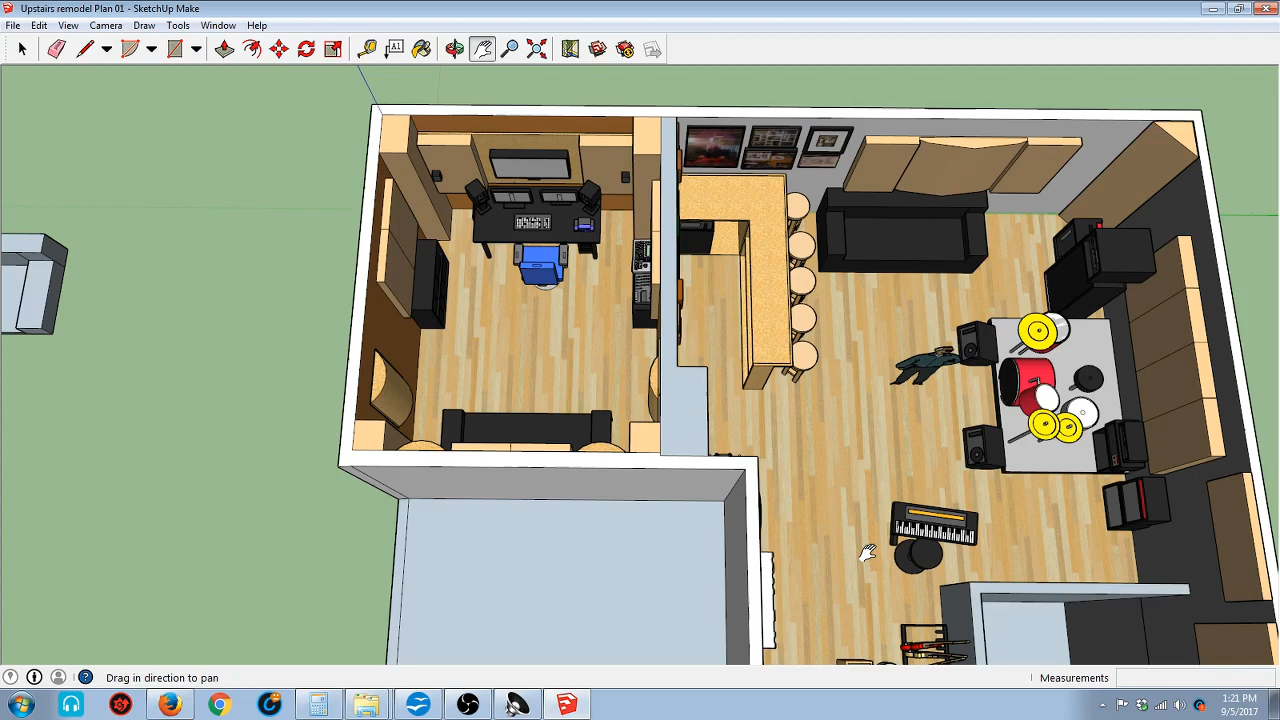 Upstairs remodel Plan 01 - SketchUp Make
File Edit View Camera Draw Tools Window Help
A1
Drag in direction to pan
Measurements
1:21 PM
9/5/2017